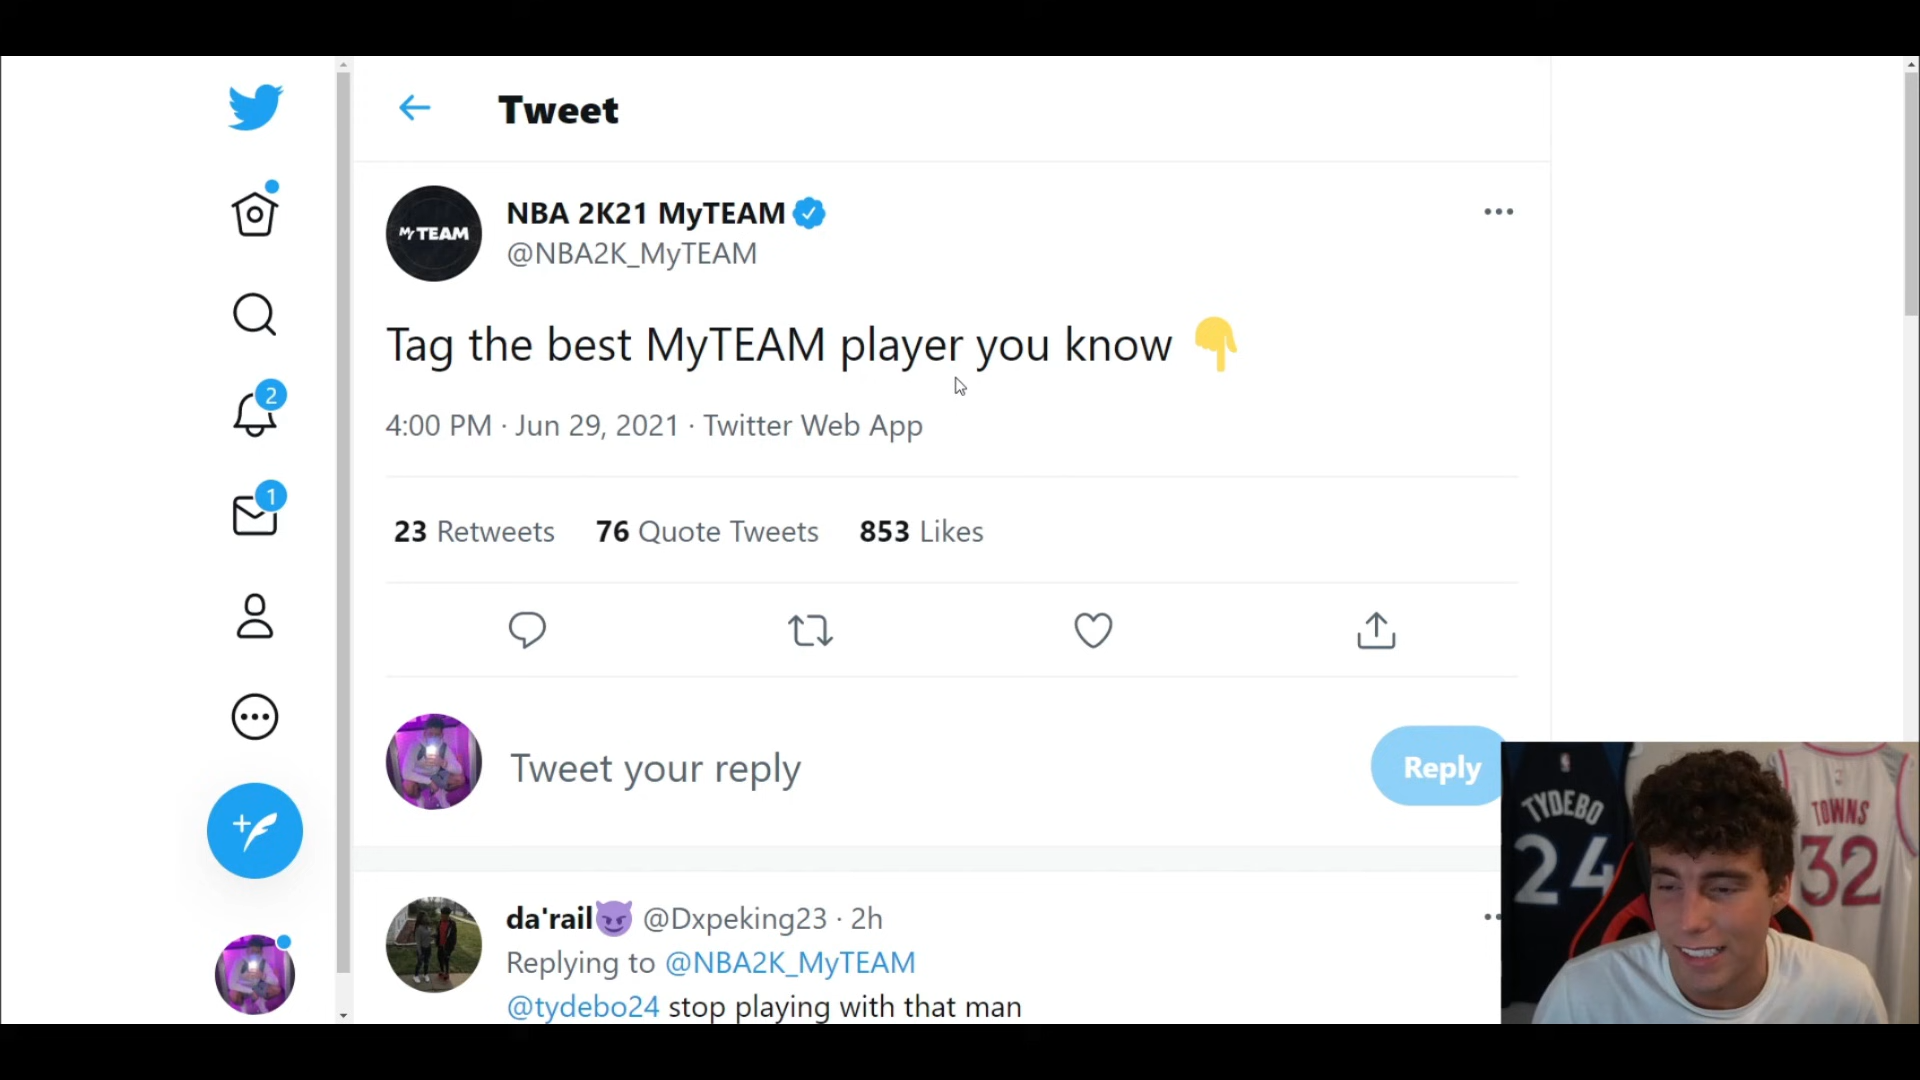 Tweet
MyTEAM
NBA 2K21 MyTEAM
@NBA2K_MyTEAM
Tag the best MyTEAM player you know 👇
4:00 PM · Jun 29, 2021 · Twitter Web App
2
1
23 Retweets 76 Quote Tweets 853 Likes
Tweet your reply
Reply
da'rail😈 @Dxpeking23 · 2h
Replying to @NBA2K_MyTEAM
@tydebo24 stop playing with that man
TYDEBO
24
TOWNS
32